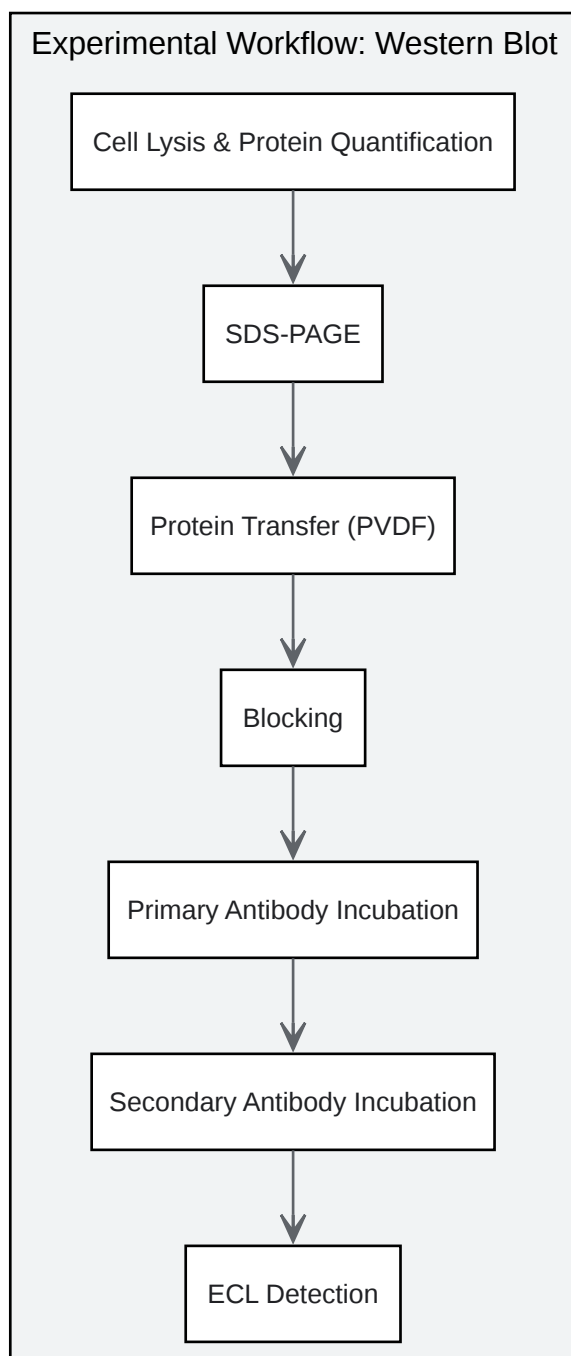 Experimental Workflow: Western Blot
Cell Lysis & Protein Quantification
SDS-PAGE
Protein Transfer (PVDF)
Blocking
Primary Antibody Incubation
Secondary Antibody Incubation
ECL Detection